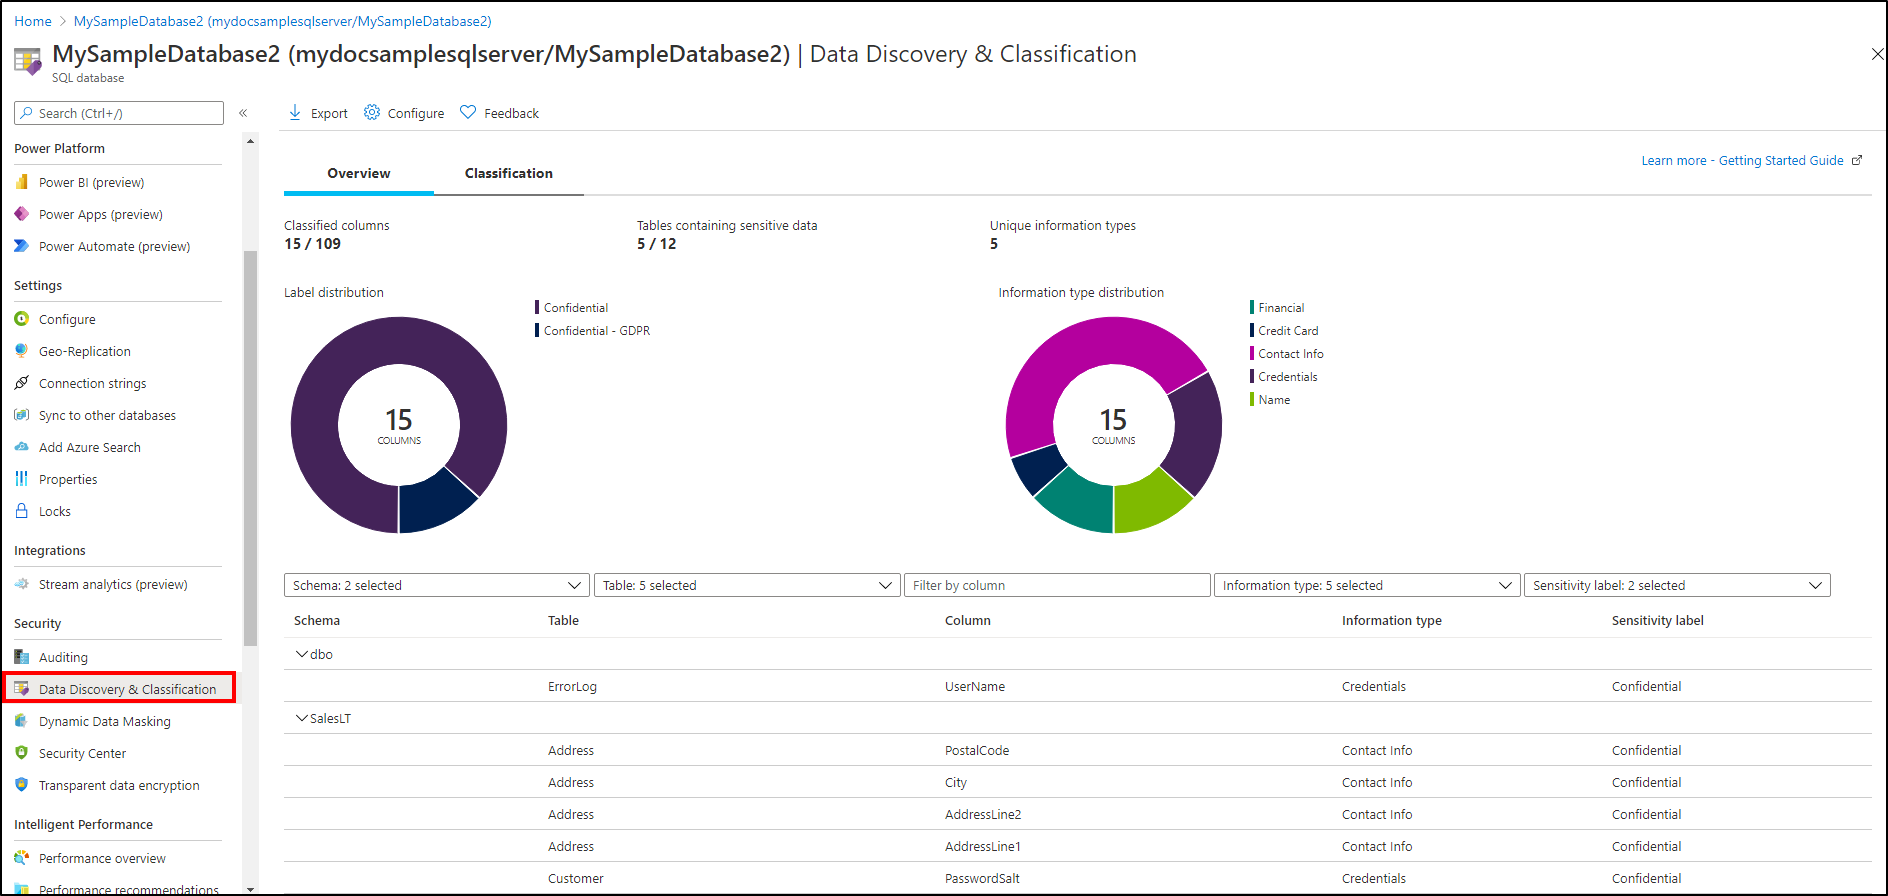 Home > MySampleDatabase2 (mydocsamplesqlserver/MySampleDatabase2)
MySampleDatabase2 (mydocsamplesqlserver/MySampleDatabase2) | Data Discovery & Classification
SQL database
Search (Ctrl+/)
«
Power Platform
Power BI (preview)
Power Apps (preview)
Power Automate (preview)
Settings
Configure
Geo-Replication
Connection strings
Sync to other databases
Add Azure Search
Properties
Locks
Integrations
Stream analytics (preview)
Security
Auditing
Data Discovery & Classification
Dynamic Data Masking
Security Center
Transparent data encryption
Intelligent Performance
Performance overview
Performance recommendations
Export Configure Feedback
Overview Classification
Learn more - Getting Started Guide
Classified columns
15 / 109
Tables containing sensitive data
5 / 12
Unique information types
5
Label distribution
15
COLUMNS
Confidential
Confidential - GDPR
Information type distribution
15
COLUMNS
Financial
Credit Card
Contact Info
Credentials
Name
Schema: 2 selected Table: 5 selected Filter by column Information type: 5 selected Sensitivity label: 2 selected
Schema Table Column Information type Sensitivity label
dbo
ErrorLog UserName Credentials Confidential
SalesLT
Address PostalCode Contact Info Confidential
Address City Contact Info Confidential
Address AddressLine2 Contact Info Confidential
Address AddressLine1 Contact Info Confidential
Customer PasswordSalt Credentials Confidential